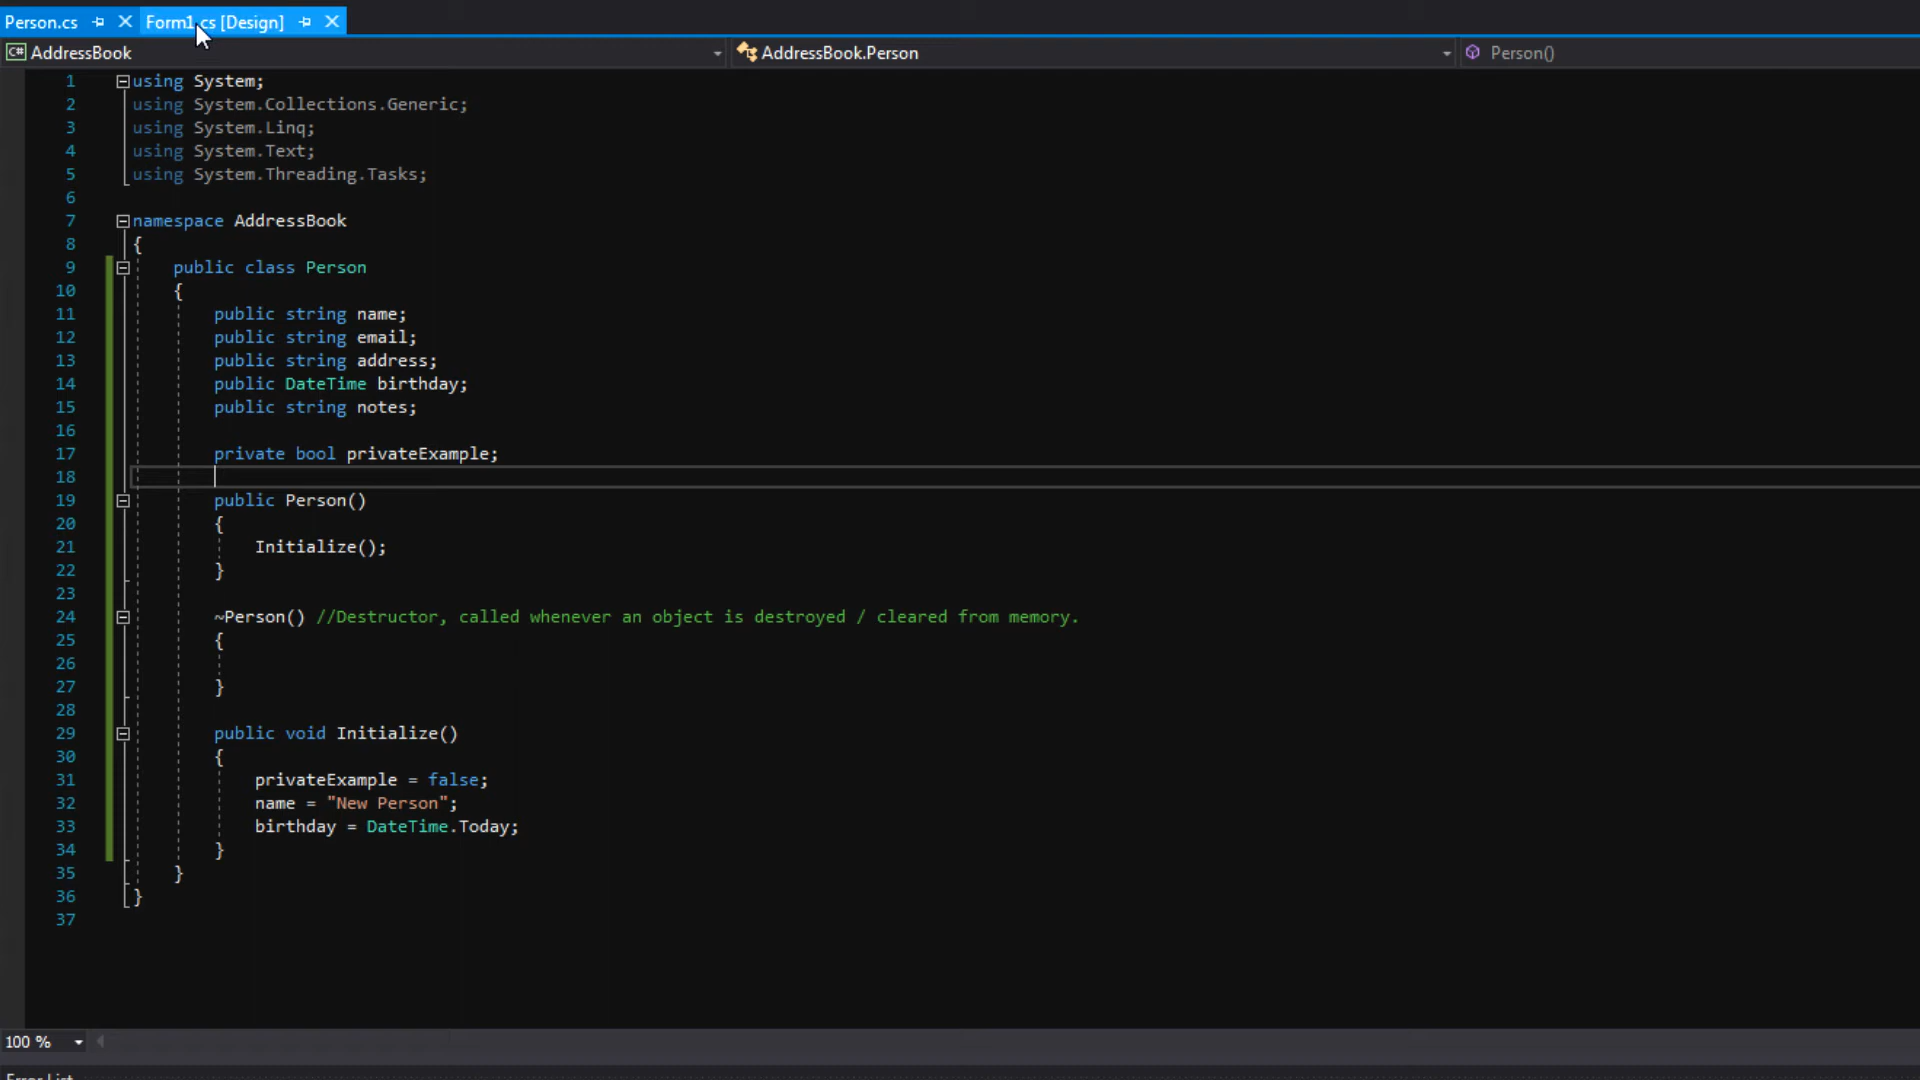 Person.cs Form1.cs [Design]
C# AddressBook AddressBook.Person Person()
1 using System;
2 using System.Collections.Generic;
3 using System.Linq;
4 using System.Text;
5 using System.Threading.Tasks;
6
7 namespace AddressBook
8 {
9 public class Person
10 {
11 public string name;
12 public string email;
13 public string address;
14 public DateTime birthday;
15 public string notes;
16
17 private bool privateExample;
18
19 public Person()
20 {
21 Initialize();
22 }
23
24 ~Person() //Destructor, called whenever an object is destroyed / cleared from memory.
25 {
26
27 }
28
29 public void Initialize()
30 {
31 privateExample = false;
32 name = "New Person";
33 birthday = DateTime.Today;
34 }
35 }
36 }
37
100 %
Error List